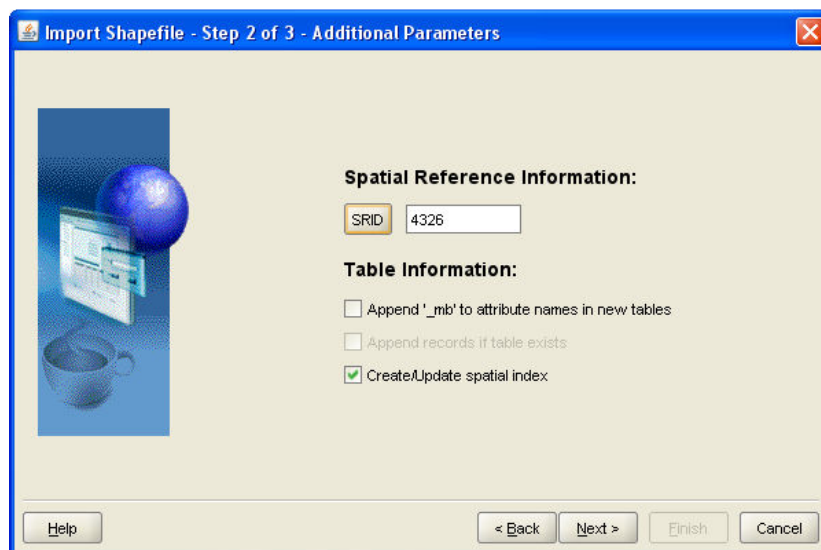 Import Shapefile - Step 2 of 3 - Additional Parameters
Spatial Reference Information:
SRID 4326
Table Information:
Append '_mb' to attribute names in new tables
Append records if table exists
Create/Update spatial index
Help < Back Next > Finish Cancel